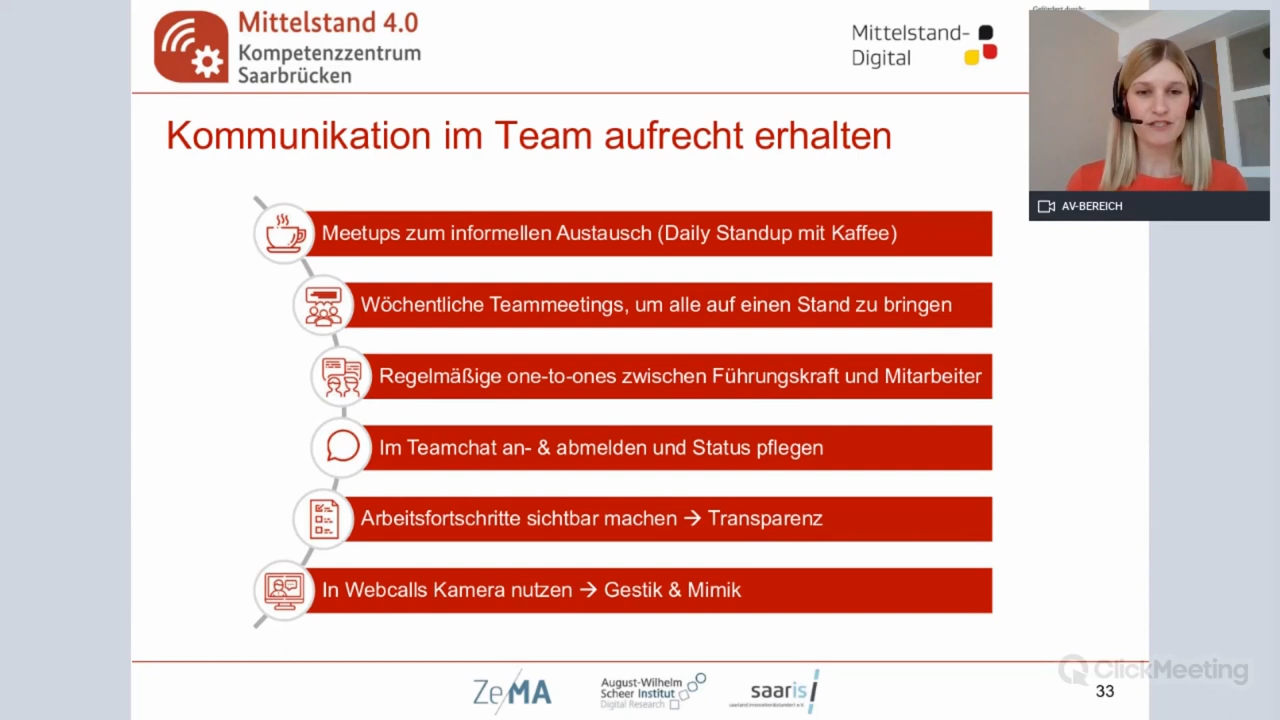 Mittelstand 4.0
Kompetenzzentrum
Saarbrücken
Mittelstand-
Digital
Gefördert durch:
AV-BEREICH
Kommunikation im Team aufrecht erhalten
Meetups zum informellen Austausch (Daily Standup mit Kaffee)
Wöchentliche Teammeetings, um alle auf einen Stand zu bringen
Regelmäßige one-to-ones zwischen Führungskraft und Mitarbeiter
Im Teamchat an- & abmelden und Status pflegen
Arbeitsfortschritte sichtbar machen → Transparenz
In Webcalls Kamera nutzen → Gestik & Mimik
ZeMA
August-Wilhelm
Scheer Institut
Digital Research
saaris
ClickMeeting
33